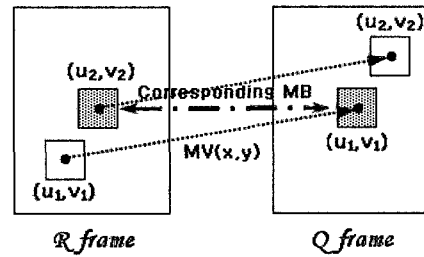 (u2,v2)
(u2,v2)
Corresponding MB
(u1,v1)
MV(x,y)
(u1,v1)
R frame
Q frame